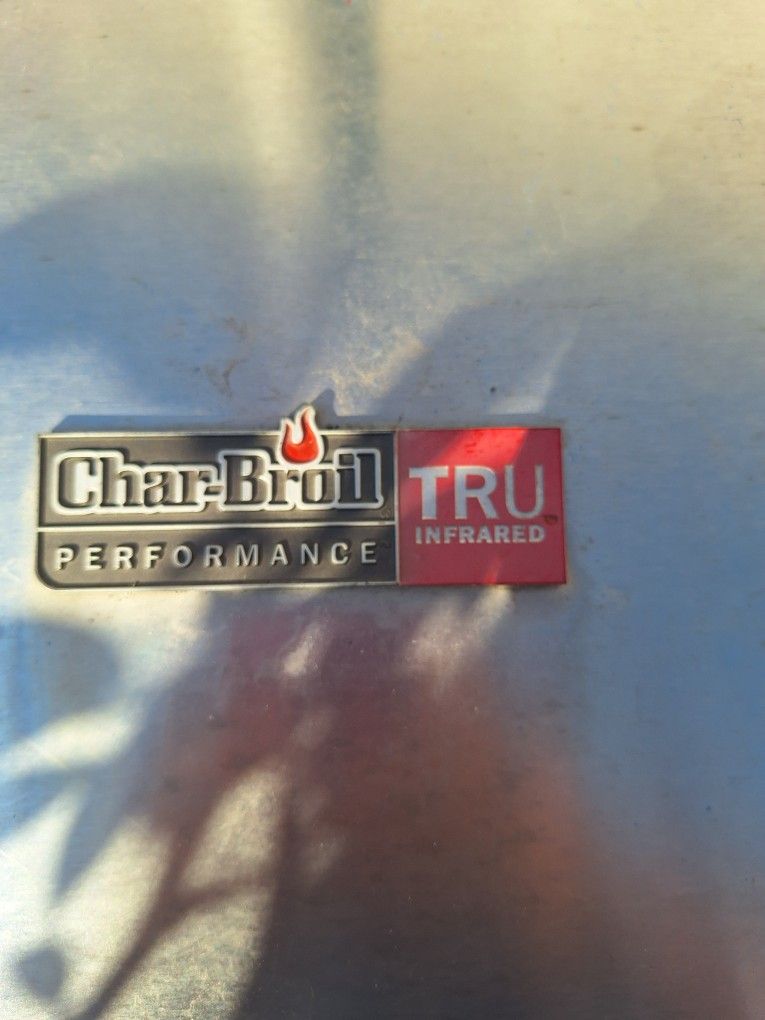 Char-Broil
PERFORMANCE
TRU
INFRARED